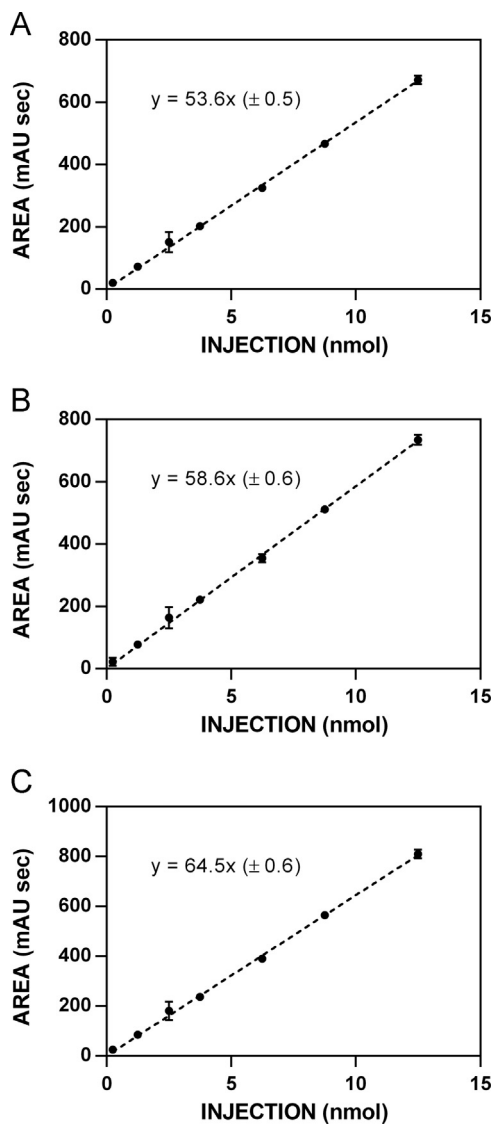 A
800
600
400
200
0
AREA (mAU sec)
y = 53.6x (± 0.5)
0 5 10 15
INJECTION (nmol)
B
800
600
400
200
0
AREA (mAU sec)
y = 58.6x (± 0.6)
0 5 10 15
INJECTION (nmol)
C
1000
800
600
400
200
0
AREA (mAU sec)
y = 64.5x (± 0.6)
0 5 10 15
INJECTION (nmol)